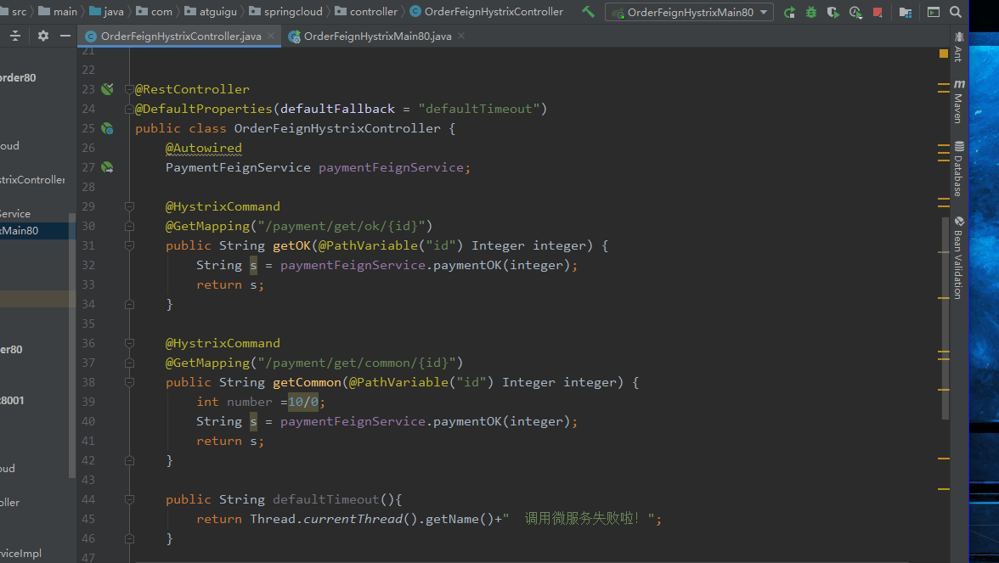 src main java com atguigu springcloud controller OrderFeignHystrixController OrderFeignHystrixMain80
OrderFeignHystrixController.java OrderFeignHystrixMain80.java
21
22
23 @RestController
24 @DefaultProperties(defaultFallback = "defaultTimeout")
25 public class OrderFeignHystrixController {
26 @Autowired
27 PaymentFeignService paymentFeignService;
28
29 @HystrixCommand
30 @GetMapping("/payment/get/ok/{id}")
31 public String getOK(@PathVariable("id") Integer integer) {
32 String s = paymentFeignService.paymentOK(integer);
33 return s;
34 }
35
36 @HystrixCommand
37 @GetMapping("/payment/get/common/{id}")
38 public String getCommon(@PathVariable("id") Integer integer) {
39 int number =10/0;
40 String s = paymentFeignService.paymentOK(integer);
41 return s;
42 }
43
44 public String defaultTimeout(){
45 return Thread.currentThread().getName()+" 调用微服务失败啦! ";
46 }
47
order80
oud
strixController
Service
xMain80
er80
:8001
oud
oller
rviceImpl
Ant
Maven
Database
Bean Validation